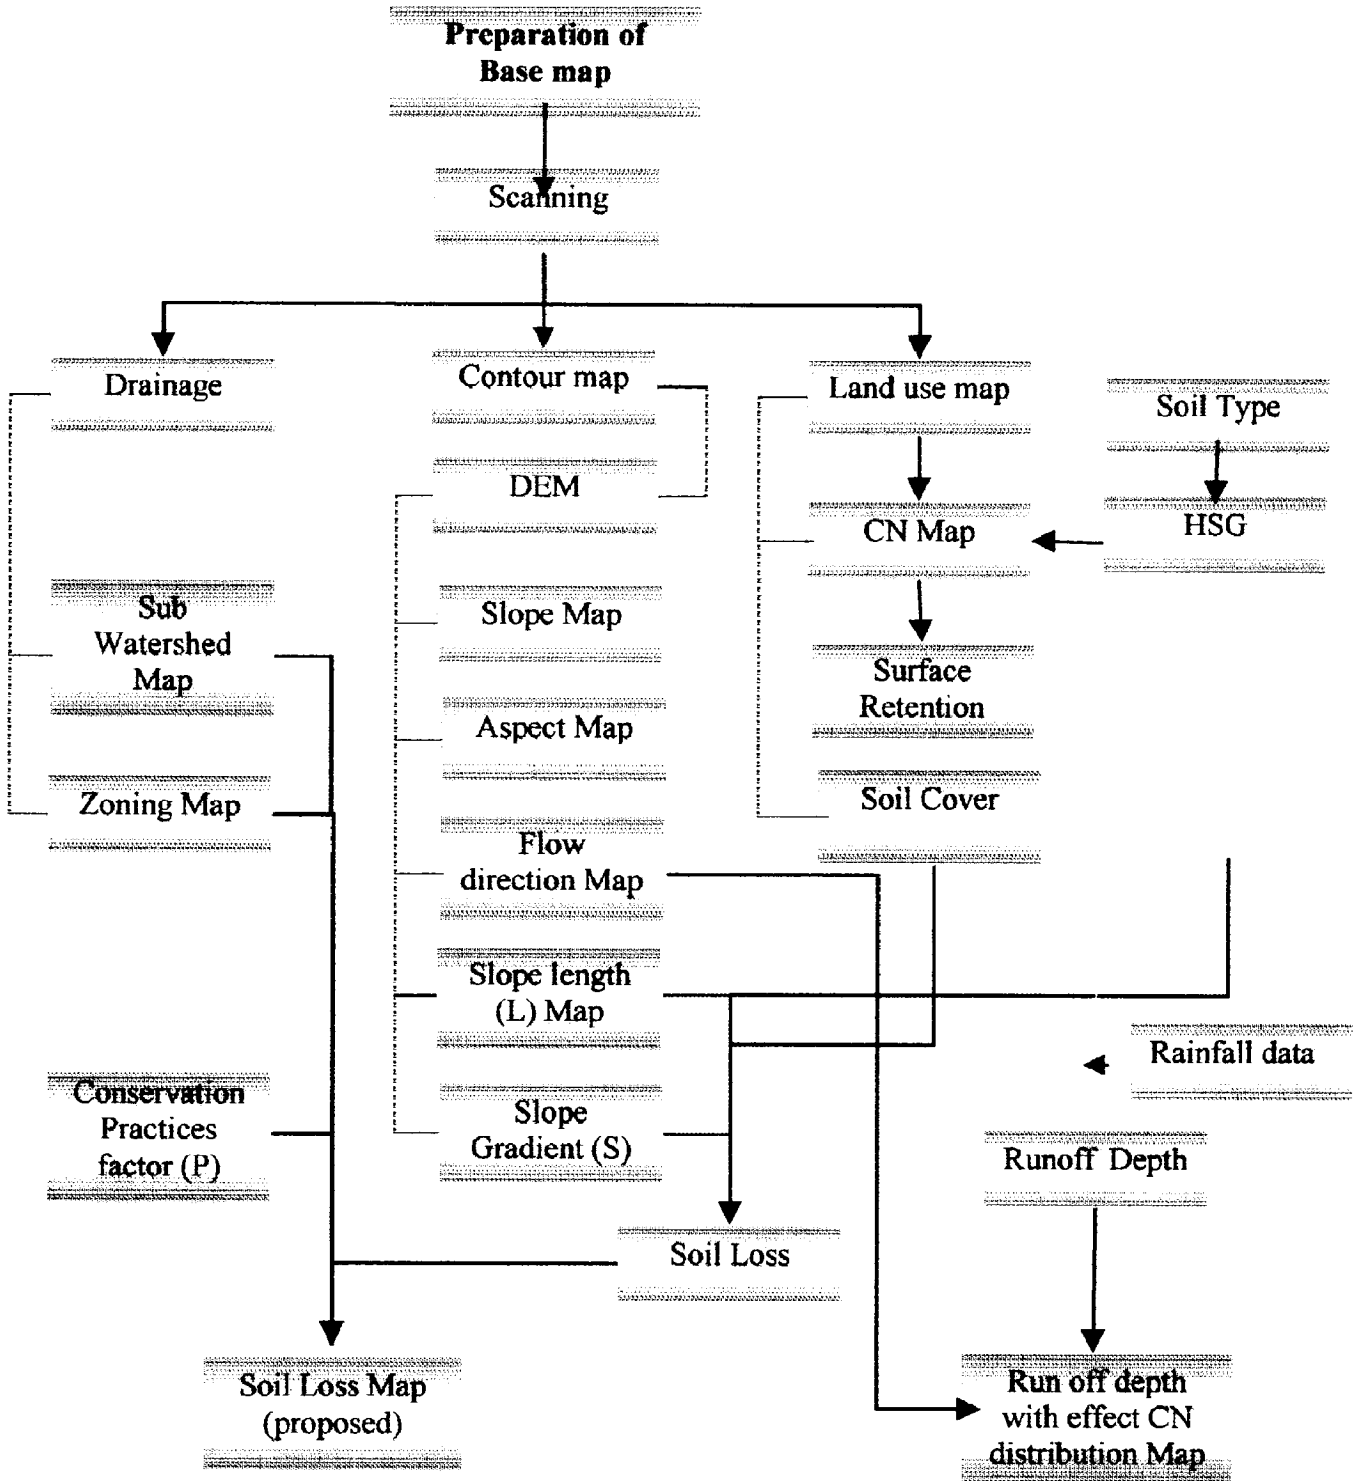 Preparation of
Base map
Scanning
Drainage
Contour map
Land use map
Soil Type
DEM
CN Map
HSG
Sub
Watershed
Map
Slope Map
Surface
Retention
Aspect Map
Zoning Map
Soil Cover
Flow
direction Map
Slope length
(L) Map
Rainfall data
Conservation
Practices
factor (P)
Slope
Gradient (S)
Runoff Depth
Soil Loss
Soil Loss Map
(proposed)
Run off depth
with effect CN
distribution Map